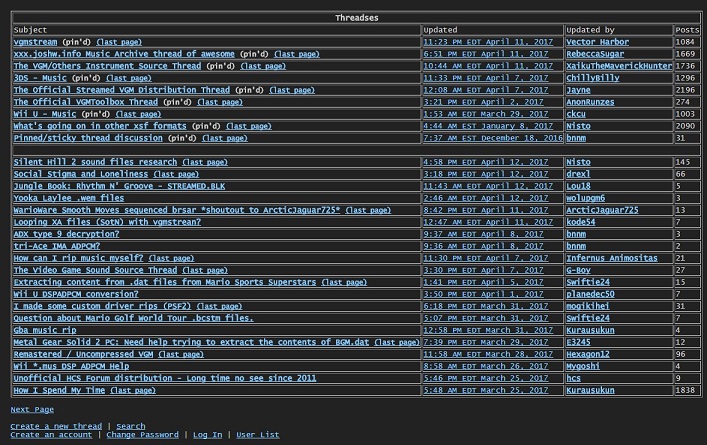 Threadses
Subject Updated Updated by Posts
vgmstream (pin'd) (last page) 11:23 PM EDT April 11, 2017 Vector Harbor 1084
xxx.joshw.info Music Archive thread of awesome (pin'd) (last page) 6:51 PM EDT April 11, 2017 RebeccaSugar 1669
The VGM/Others Instrument Source Thread (pin'd) (last page) 10:44 AM EDT April 11, 2017 XaikuTheMaverickHunter 1736
3DS - Music (pin'd) (last page) 11:33 PM EDT April 7, 2017 ChillyBilly 1296
The Official Streamed VGM Distribution Thread (pin'd) (last page) 12:08 AM EDT April 7, 2017 Jayne 2196
The Official VGMToolbox Thread (pin'd) (last page) 3:21 PM EDT April 2, 2017 AnonRunzes 274
Wii U - Music (pin'd) (last page) 1:53 AM EDT March 29, 2017 ckcu 1003
What's going on in other xsf formats (pin'd) (last page) 4:44 AM EST January 8, 2017 Nisto 2090
Pinned/sticky thread discussion (pin'd) (last page) 7:37 AM EST December 18, 2016 bnnm 31
Silent Hill 2 sound files research (last page) 4:58 PM EDT April 12, 2017 Nisto 145
Social Stigma and Loneliness (last page) 3:18 PM EDT April 12, 2017 drexl 66
Jungle Book: Rhythm N' Groove - STREAMED.BLK 11:43 AM EDT April 12, 2017 Lou18 5
Yooka Laylee .wem files 2:46 AM EDT April 12, 2017 wolupgm6 3
WarioWare Smooth Moves sequenced brsar *shoutout to ArcticJaguar725* (last page) 8:42 PM EDT April 11, 2017 ArcticJaguar725 13
Looping XA files (SotN) with vgmstrean? 12:47 AM EDT April 11, 2017 kode54 7
ADX type 9 decryption? 9:37 AM EDT April 8, 2017 bnnm 3
tri-Ace IMA ADPCM? 9:36 AM EDT April 8, 2017 bnnm 2
How can I rip music myself? (last page) 11:30 PM EDT April 7, 2017 Infernus Animositas 21
The Video Game Sound Source Thread (last page) 3:30 PM EDT April 7, 2017 G-Boy 27
Extracting content from .dat files from Mario Sports Superstars (last page) 1:41 PM EDT April 5, 2017 Swiftie24 15
Wii U DSPADPCM conversion? 3:50 PM EDT April 1, 2017 planedec50 7
I made some custom driver rips (PSF2) (last page) 6:18 PM EDT March 31, 2017 mogikihei 31
Question about Mario Golf World Tour .bcstm files. 5:07 PM EDT March 31, 2017 Swiftie24 7
Gba music rip 12:58 PM EDT March 31, 2017 Kurausukun 4
Metal Gear Solid 2 PC: Need help trying to extract the contents of BGM.dat (last page) 7:39 PM EDT March 29, 2017 E3245 12
Remastered / Uncompressed VGM (last page) 11:58 AM EDT March 28, 2017 Hexagon12 96
Wii *.mus DSP ADPCM Help 8:58 AM EDT March 26, 2017 Mygoshi 4
Unofficial HCS Forum distribution - Long time no see since 2011 5:46 PM EDT March 25, 2017 hcs 9
How I Spend My Time (last page) 5:48 AM EDT March 25, 2017 Kurausukun 1838
Next Page
Create a new thread | Search
Create an account | Change Password | Log In | User List